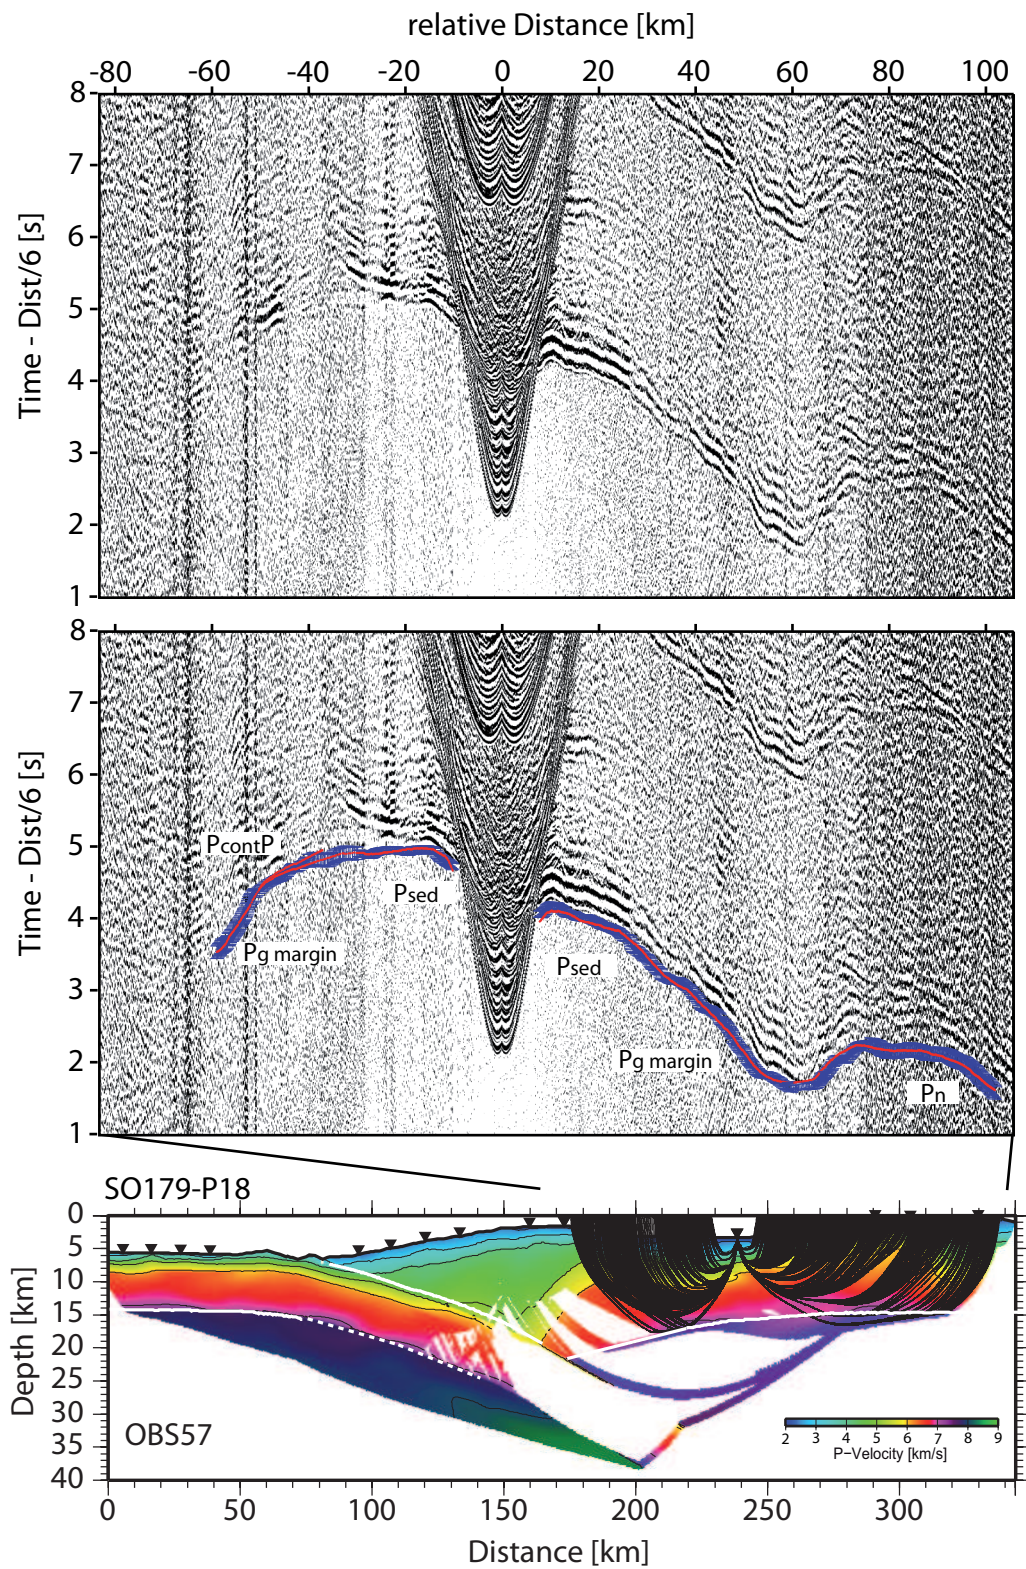 relative Distance [km]
-80 -60 -40 -20 0 20 40 60 80 100
8
7
6
5
4
3
2
1
Time - Dist/6 [s]
8
7
6
5
4
3
2
1
Time - Dist/6 [s]
PcontP
Psed
Pg margin
Psed
Pg margin
Pn
SO179-P18
0
5
10
15
20
25
30
35
40
Depth [km]
OBS57
2 3 4 5 6 7 8 9
P-Velocity [km/s]
0 50 100 150 200 250 300
Distance [km]